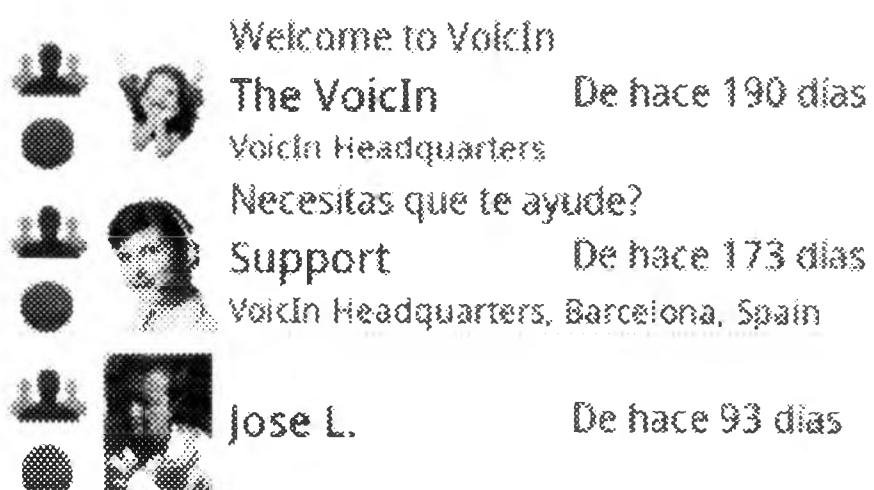 Welcome to VoicIn
The VoicIn De hace 190 días
VoicIn Headquarters
Necesitas que te ayude?
Support De hace 173 días
VoicIn Headquarters, Barcelona, Spain
Jose L. De hace 93 días